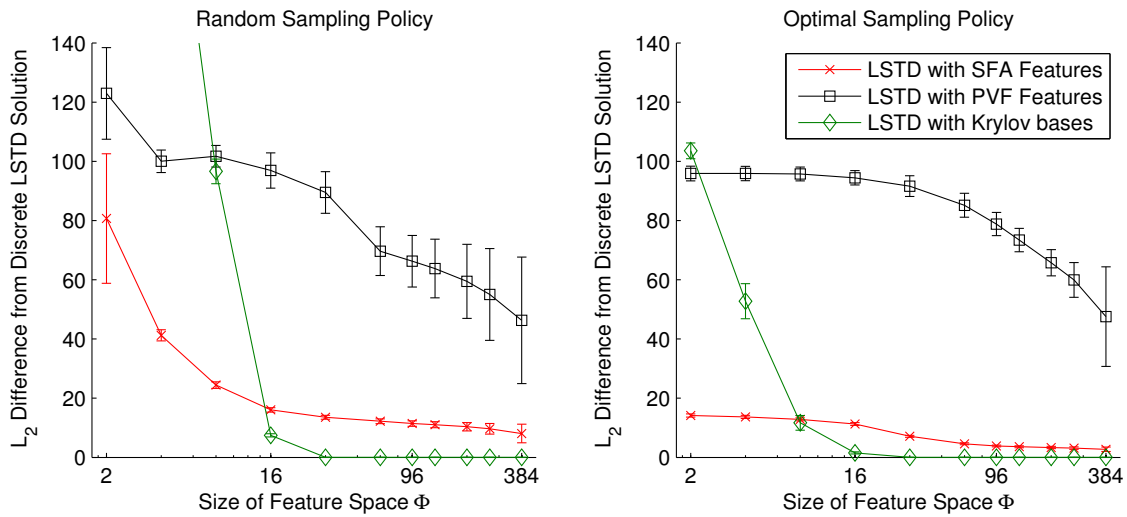 Random Sampling Policy
L2 Difference from Discrete LSTD Solution
140
120
100
80
60
40
20
0
2
16
96
384
Size of Feature Space Φ
Optimal Sampling Policy
L2 Difference from Discrete LSTD Solution
140
120
100
80
60
40
20
0
2
16
96
384
Size of Feature Space Φ
LSTD with SFA Features
LSTD with PVF Features
LSTD with Krylov bases